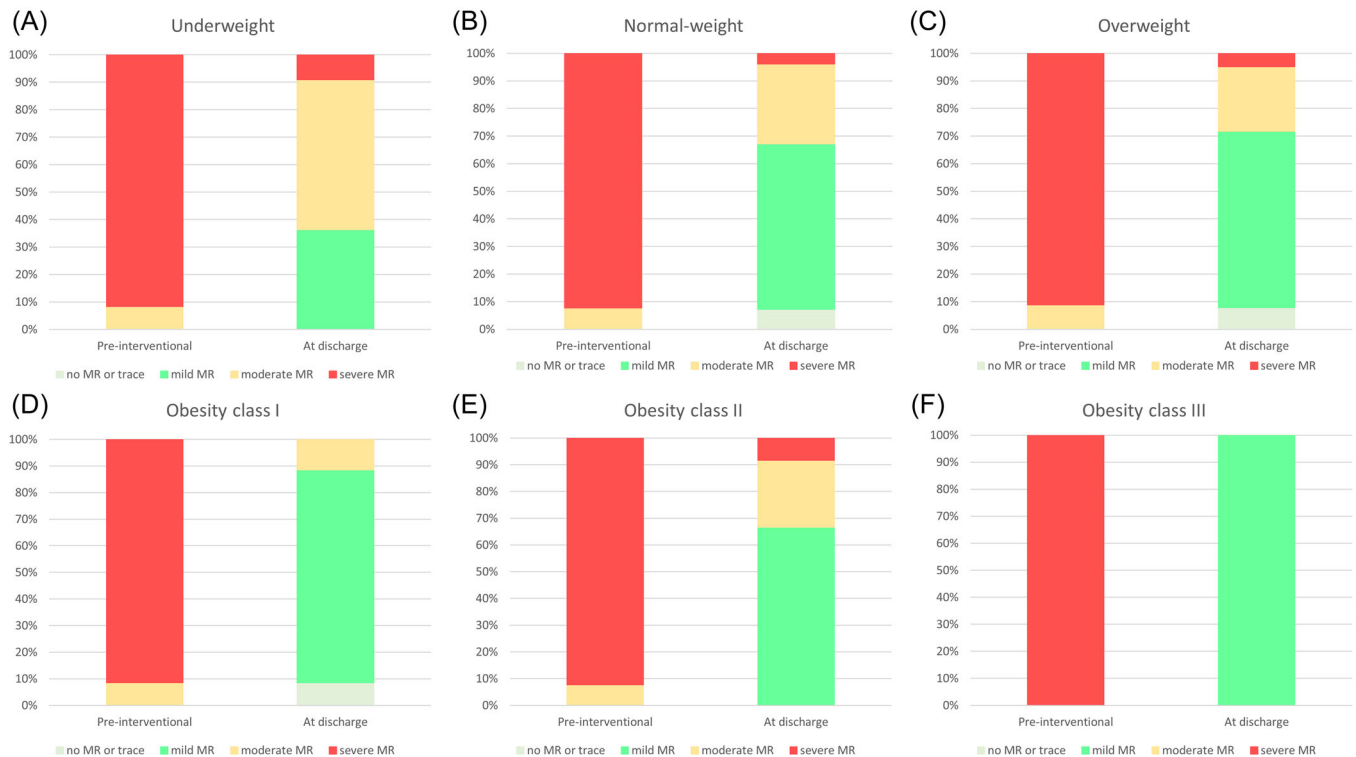 (A)
Underweight
100%
90%
80%
70%
60%
50%
40%
30%
20%
10%
0%
Pre-interventional At discharge
no MR or trace mild MR moderate MR severe MR
(B)
Normal-weight
100%
90%
80%
70%
60%
50%
40%
30%
20%
10%
0%
Pre-interventional At discharge
no MR or trace mild MR moderate MR severe MR
(C)
Overweight
100%
90%
80%
70%
60%
50%
40%
30%
20%
10%
0%
Pre-interventional At discharge
no MR or trace mild MR moderate MR severe MR
(D)
Obesity class I
100%
90%
80%
70%
60%
50%
40%
30%
20%
10%
0%
Pre-interventional At discharge
no MR or trace mild MR moderate MR severe MR
(E)
Obesity class II
100%
90%
80%
70%
60%
50%
40%
30%
20%
10%
0%
Pre-interventional At discharge
no MR or trace mild MR moderate MR severe MR
(F)
Obesity class III
100%
90%
80%
70%
60%
50%
40%
30%
20%
10%
0%
Pre-interventional At discharge
no MR or trace mild MR moderate MR severe MR